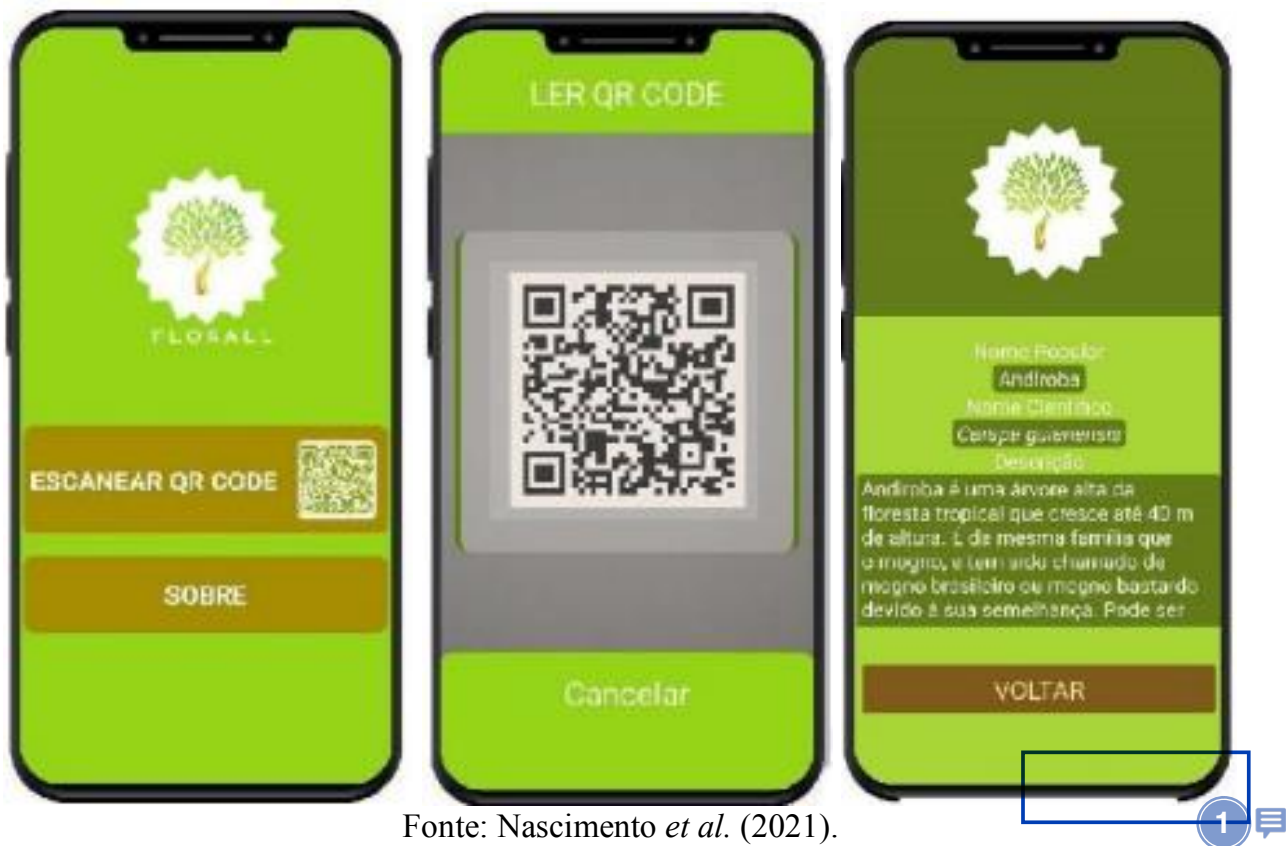 FLORALL
ESCANEAR QR CODE
SOBRE
LER QR CODE
Cancelar
Nome Popular
Andiroba
Nome Científico
Carapa guianensis
Descrição
Andiroba é uma árvore alta da
floresta tropical que cresce até 40 m
de altura. É da mesma família que
o mogno, e tem sido chamado de
mogno brasileiro ou mogno bastardo
devido à sua semelhança. Pode ser
VOLTAR
Fonte: Nascimento et al. (2021).
1